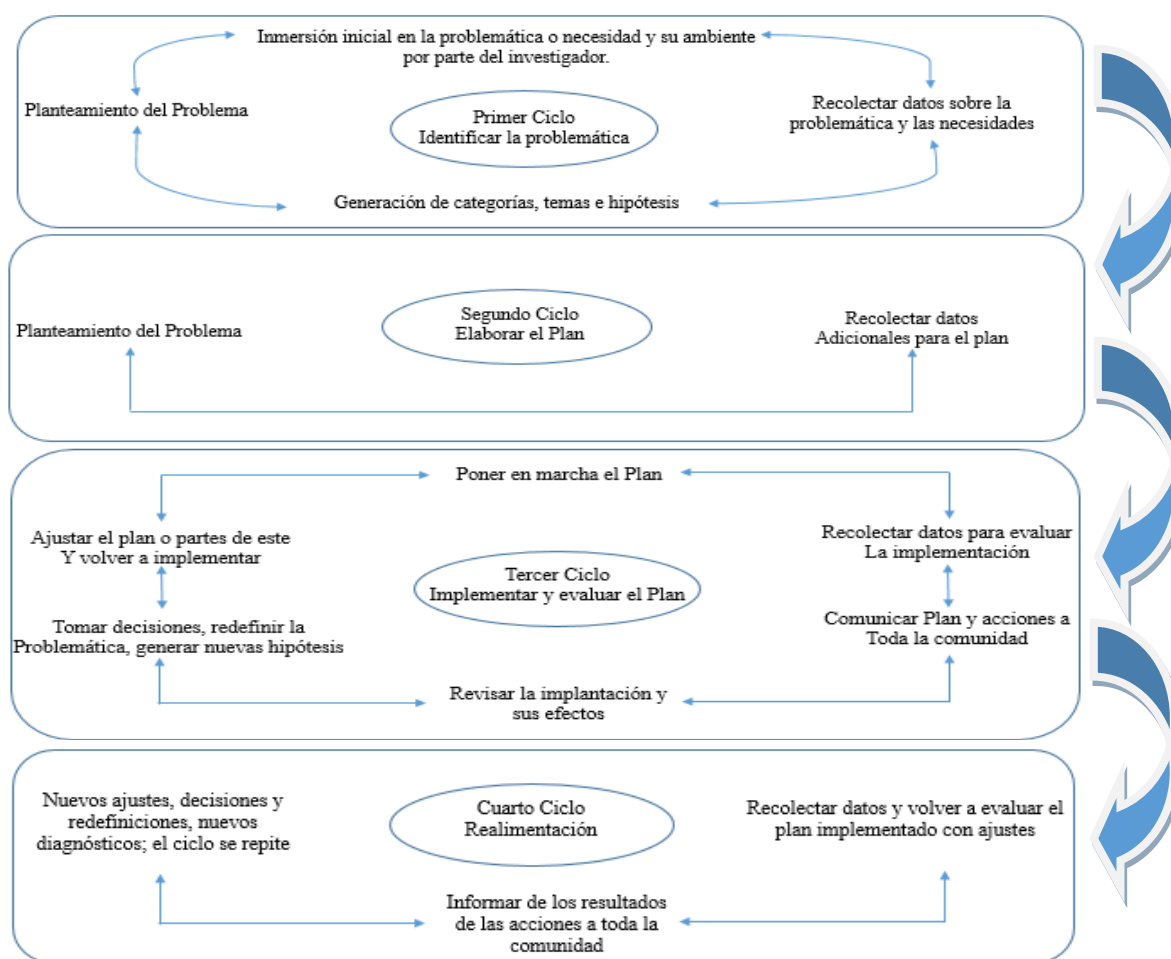 Inmersión inicial en la problemática o necesidad y su ambiente
por parte del investigador.
Planteamiento del Problema
Primer Ciclo
Identificar la problemática
Recolectar datos sobre la
problemática y las necesidades
Generación de categorías, temas e hipótesis
Planteamiento del Problema
Segundo Ciclo
Elaborar el Plan
Recolectar datos
Adicionales para el plan
Poner en marcha el Plan
Ajustar el plan o partes de este
Y volver a implementar
Recolectar datos para evaluar
La implementación
Tercer Ciclo
Implementar y evaluar el Plan
Tomar decisiones, redefinir la
Problemática, generar nuevas hipótesis
Comunicar Plan y acciones a
Toda la comunidad
Revisar la implantación y
sus efectos
Nuevos ajustes, decisiones y
redefiniciones, nuevos
diagnósticos; el ciclo se repite
Cuarto Ciclo
Realimentación
Recolectar datos y volver a evaluar el
plan implementado con ajustes
Informar de los resultados
de las acciones a toda la
comunidad